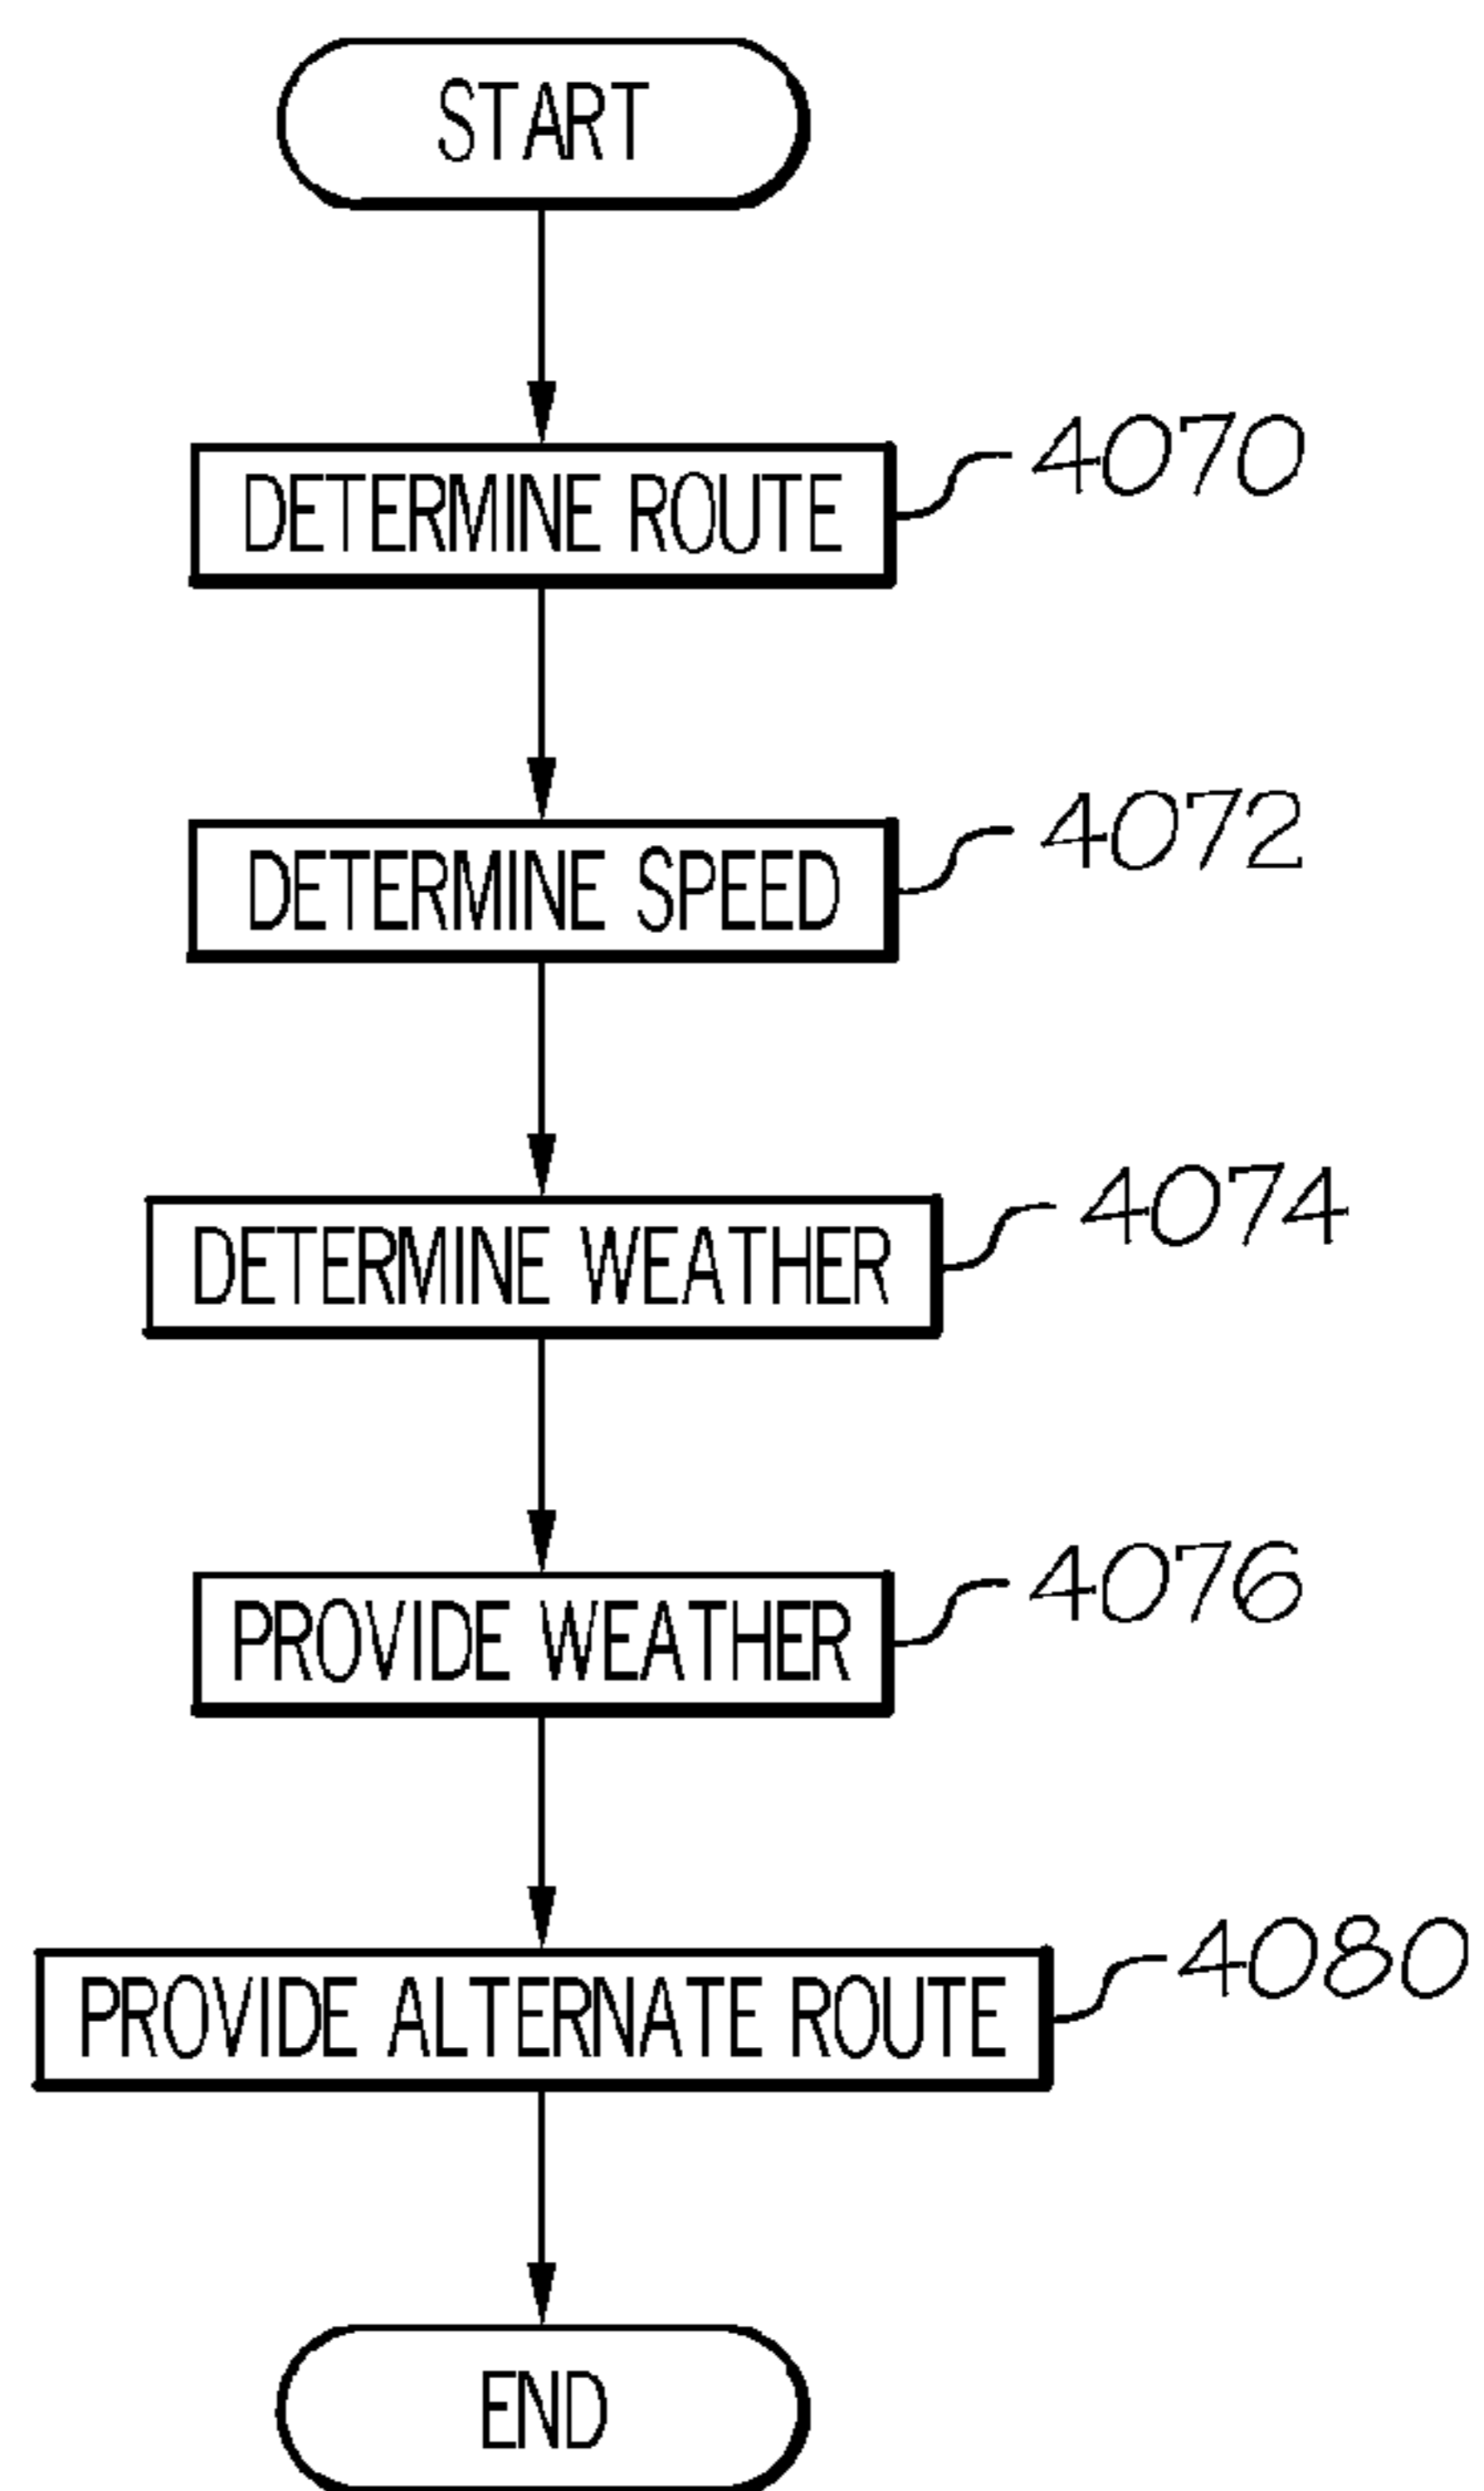 START
DETERMINE ROUTE 4070
DETERMINE SPEED 4072
DETERMINE WEATHER 4074
PROVIDE WEATHER 4076
PROVIDE ALTERNATE ROUTE 4080
END